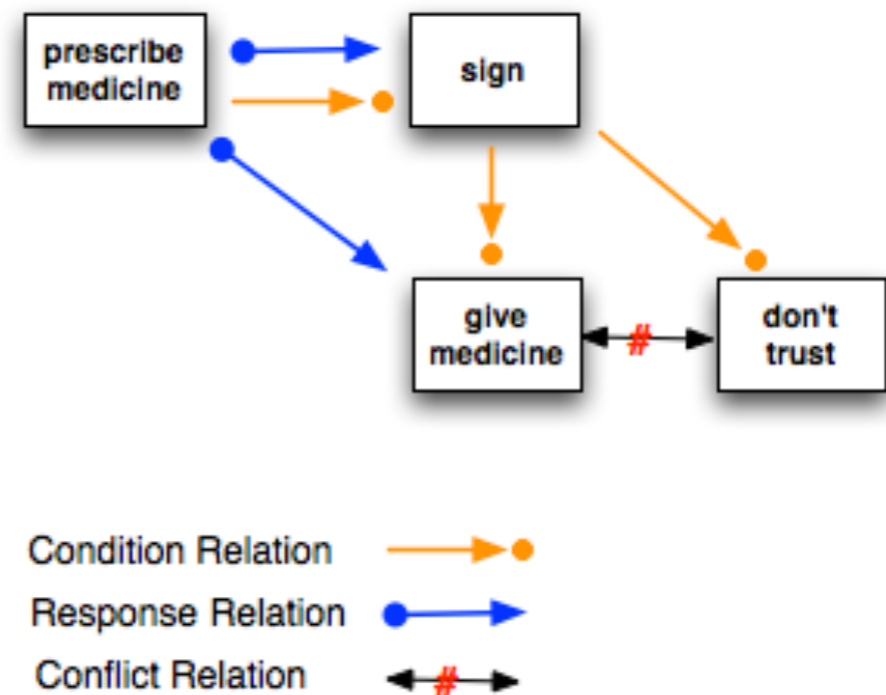 prescribe
medicine
sign
give
medicine
#
don't
trust
Condition Relation
Response Relation
Conflict Relation
#